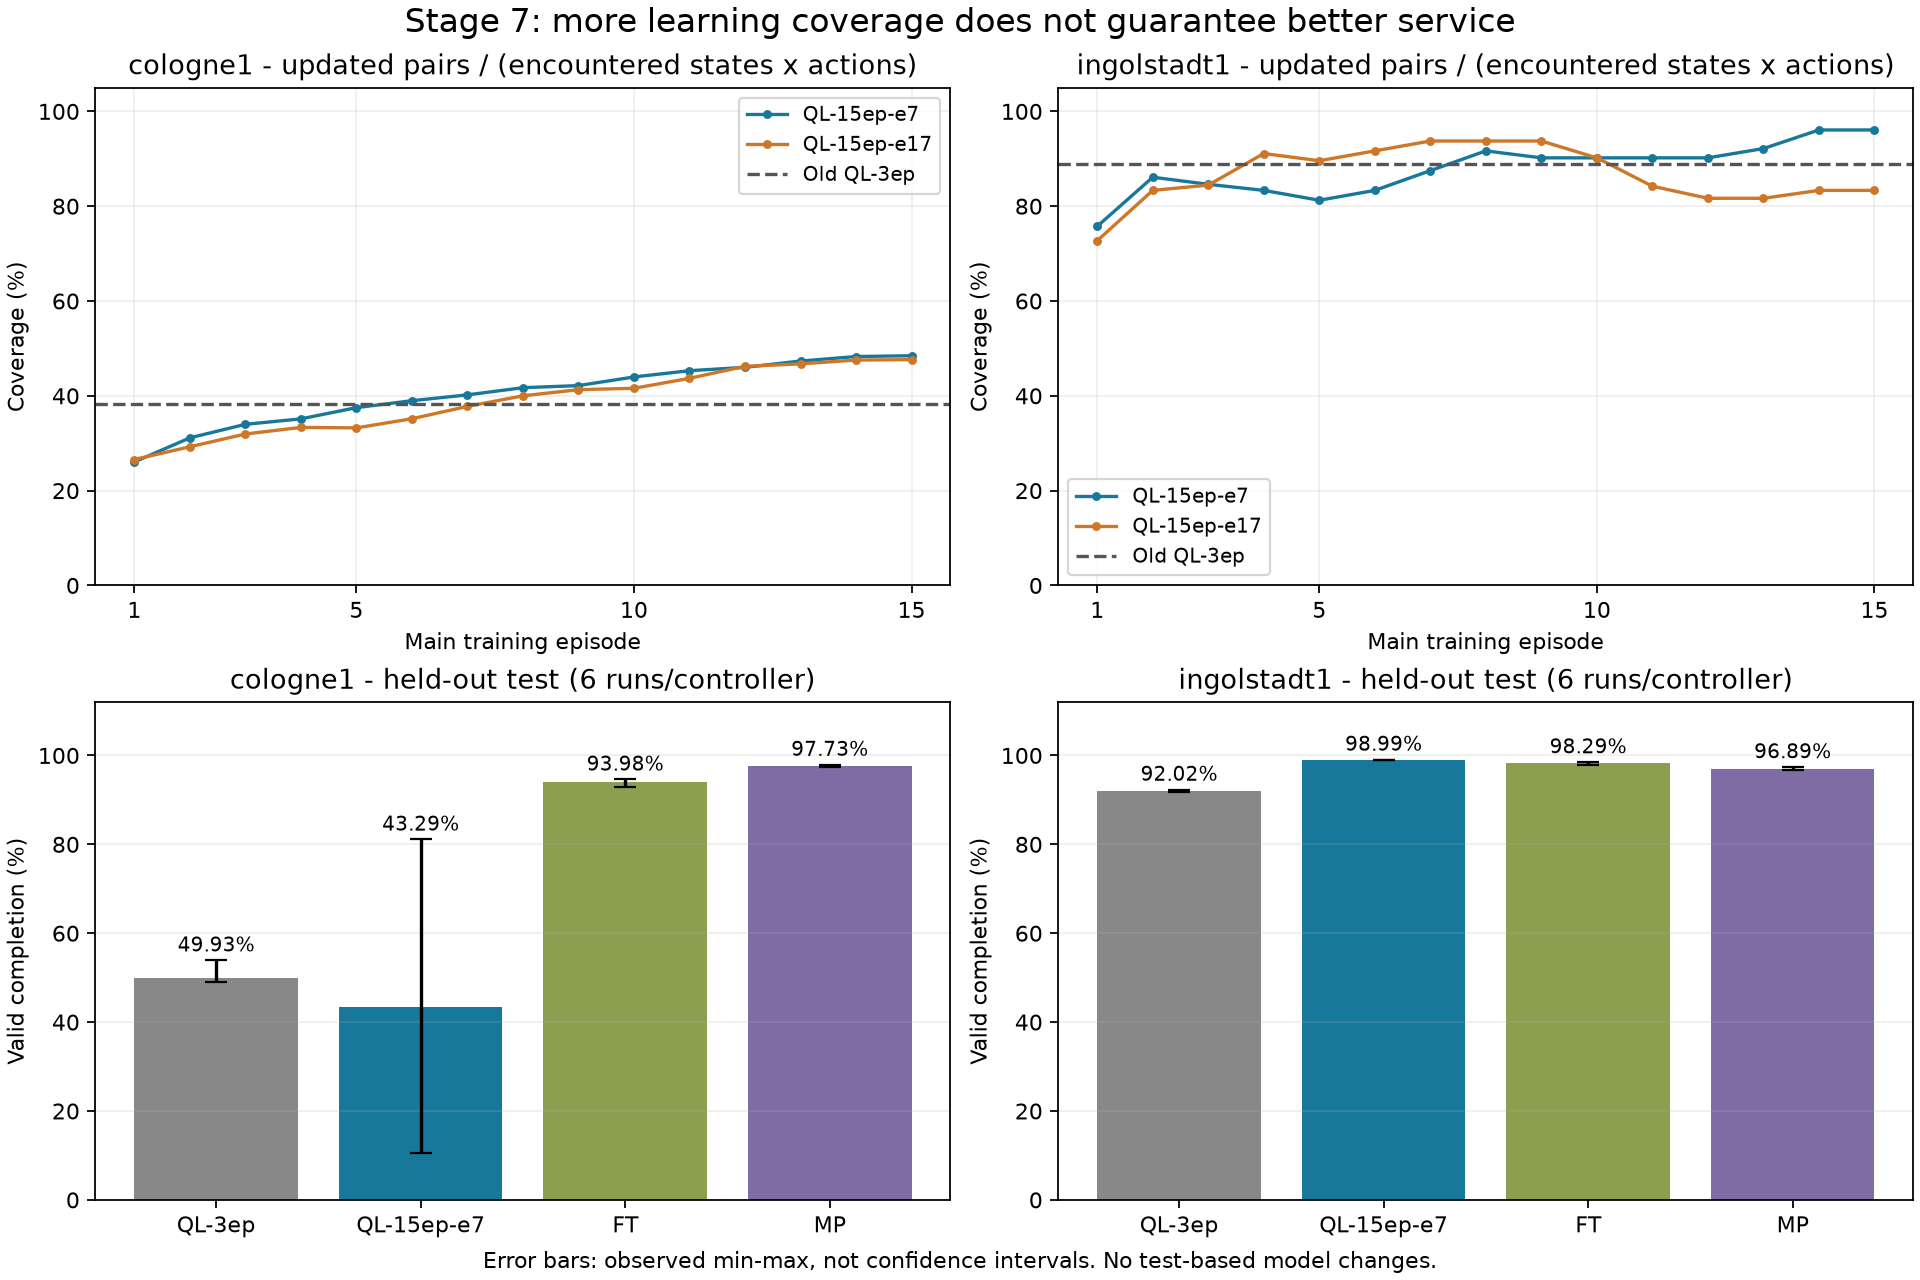 Stage 7: more learning coverage does not guarantee better service
cologne1 - updated pairs / (encountered states x actions)
100
80
60
40
20
0
Coverage (%)
QL-15ep-e7
QL-15ep-e17
Old QL-3ep
1
5
10
15
Main training episode
ingolstadt1 - updated pairs / (encountered states x actions)
100
80
60
40
20
0
Coverage (%)
QL-15ep-e7
QL-15ep-e17
Old QL-3ep
1
5
10
15
Main training episode
cologne1 - held-out test (6 runs/controller)
100
80
60
40
20
0
Valid completion (%)
49.93%
43.29%
93.98%
97.73%
QL-3ep
QL-15ep-e7
FT
MP
ingolstadt1 - held-out test (6 runs/controller)
100
80
60
40
20
0
Valid completion (%)
92.02%
98.99%
98.29%
96.89%
QL-3ep
QL-15ep-e7
FT
MP
Error bars: observed min-max, not confidence intervals. No test-based model changes.